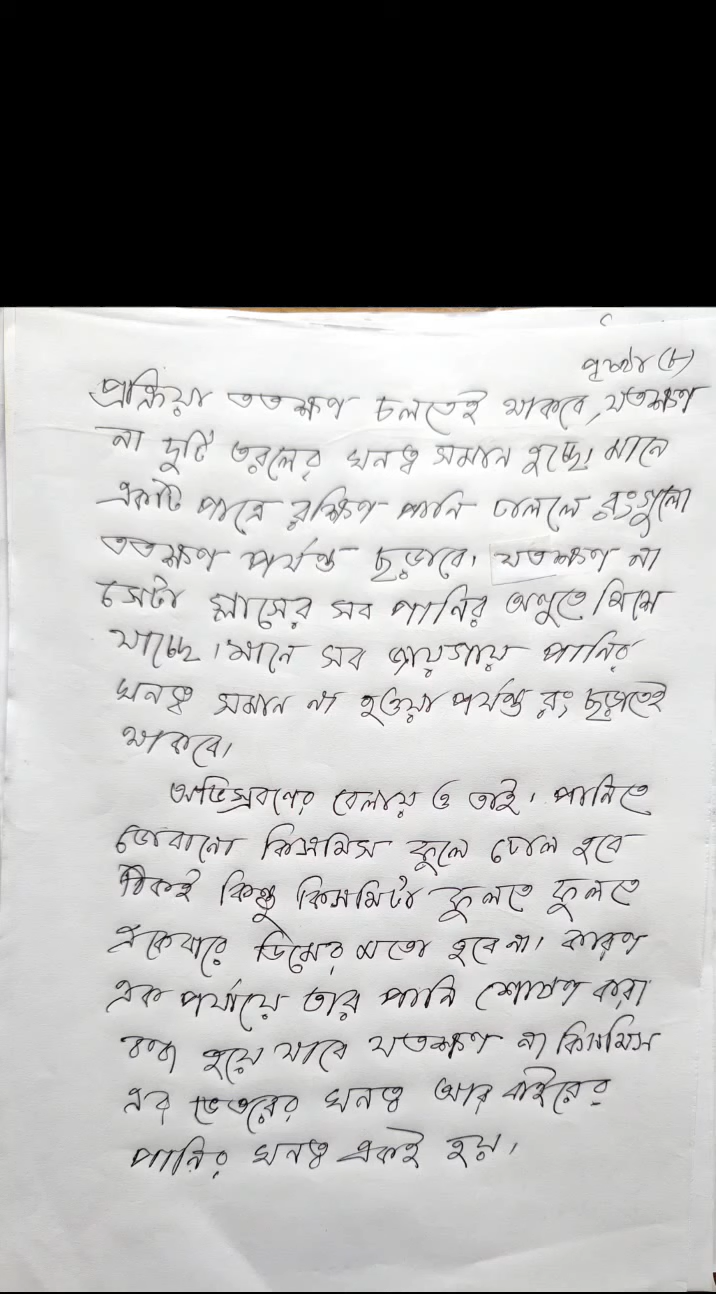 পৃষ্ঠা (৮)
প্রক্রিয়া ততক্ষণ চলতেই থাকবে, যতক্ষণ
না দুটি তরলের ঘনত্ব সমান হচ্ছে। মানে
একটি পাত্রে রঙ্গিণ পানি ঢাললে রংগুলো
ততক্ষণ পর্যন্ত ছড়াবে। যতক্ষণ না
সেটা গ্লাসের সব পানির অনুতে মিশে
যাচ্ছে। মানে সব জায়গায় পানির
ঘনত্ব সমান না হওয়া পর্যন্ত রং ছড়াতেই
থাকবে।
অভিস্রবণের বেলায় ও তাই। পানিতে
ডোবানো কিসমিস ফুলে ঢোল হবে
ঠিকই কিন্তু কিসমিটা ফুলতে ফুলতে
একেবারে ডিমের মতো হবে না। কারণ
এক পর্যায়ে তার পানি শোষণ করা
বন্ধ হয়ে যাবে যতক্ষণ না কিসমিস
এর ভেতরের ঘনত্ব আর বাইরের
পানির ঘনত্ব একই হয়।